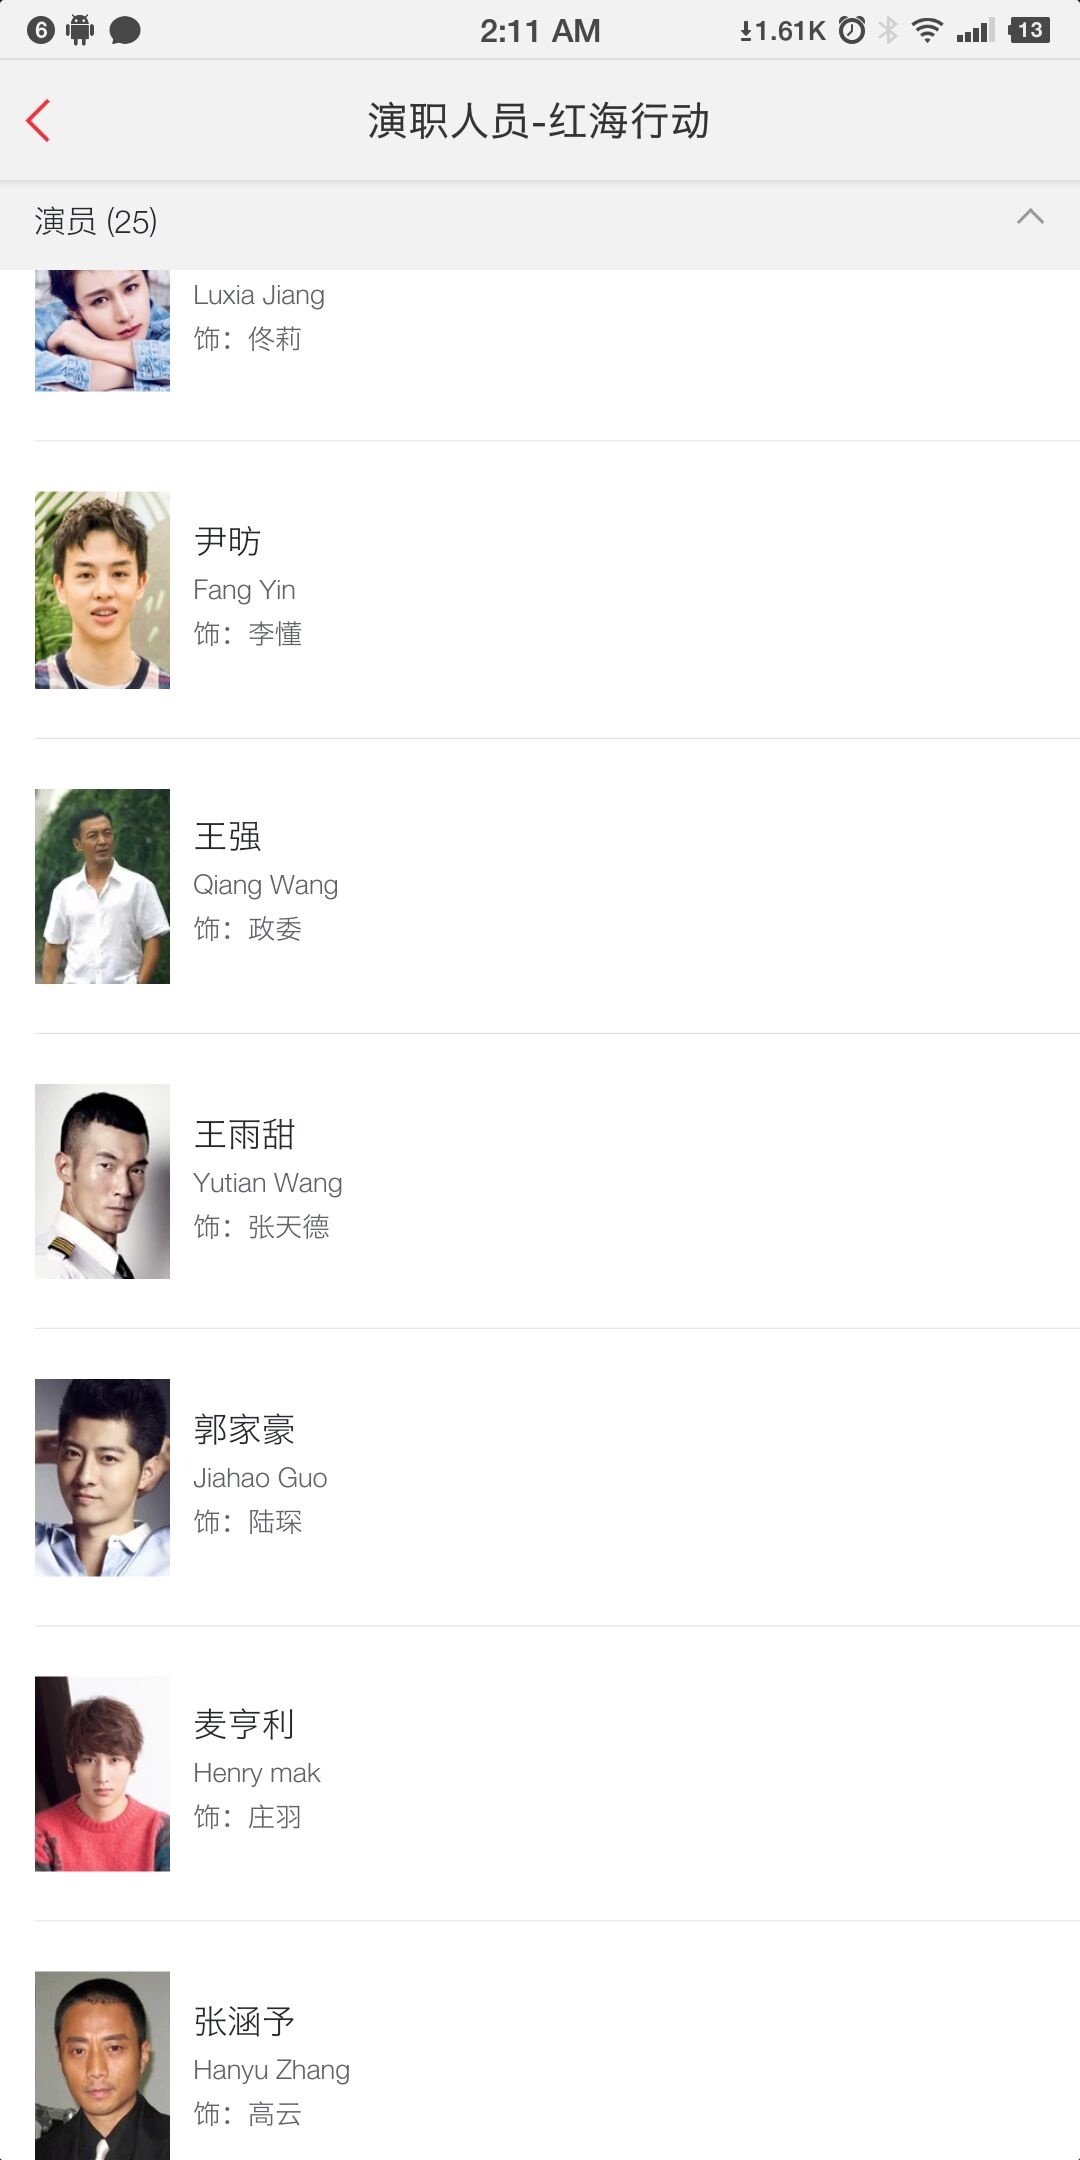 6
2:11 AM
1.61K
13
演职人员-红海行动
演员 (25)
Luxia Jiang
饰：佟莉
尹昉
Fang Yin
饰：李懂
王强
Qiang Wang
饰：政委
王雨甜
Yutian Wang
饰：张天德
郭家豪
Jiahao Guo
饰：陆琛
麦亨利
Henry mak
饰：庄羽
张涵予
Hanyu Zhang
饰：高云